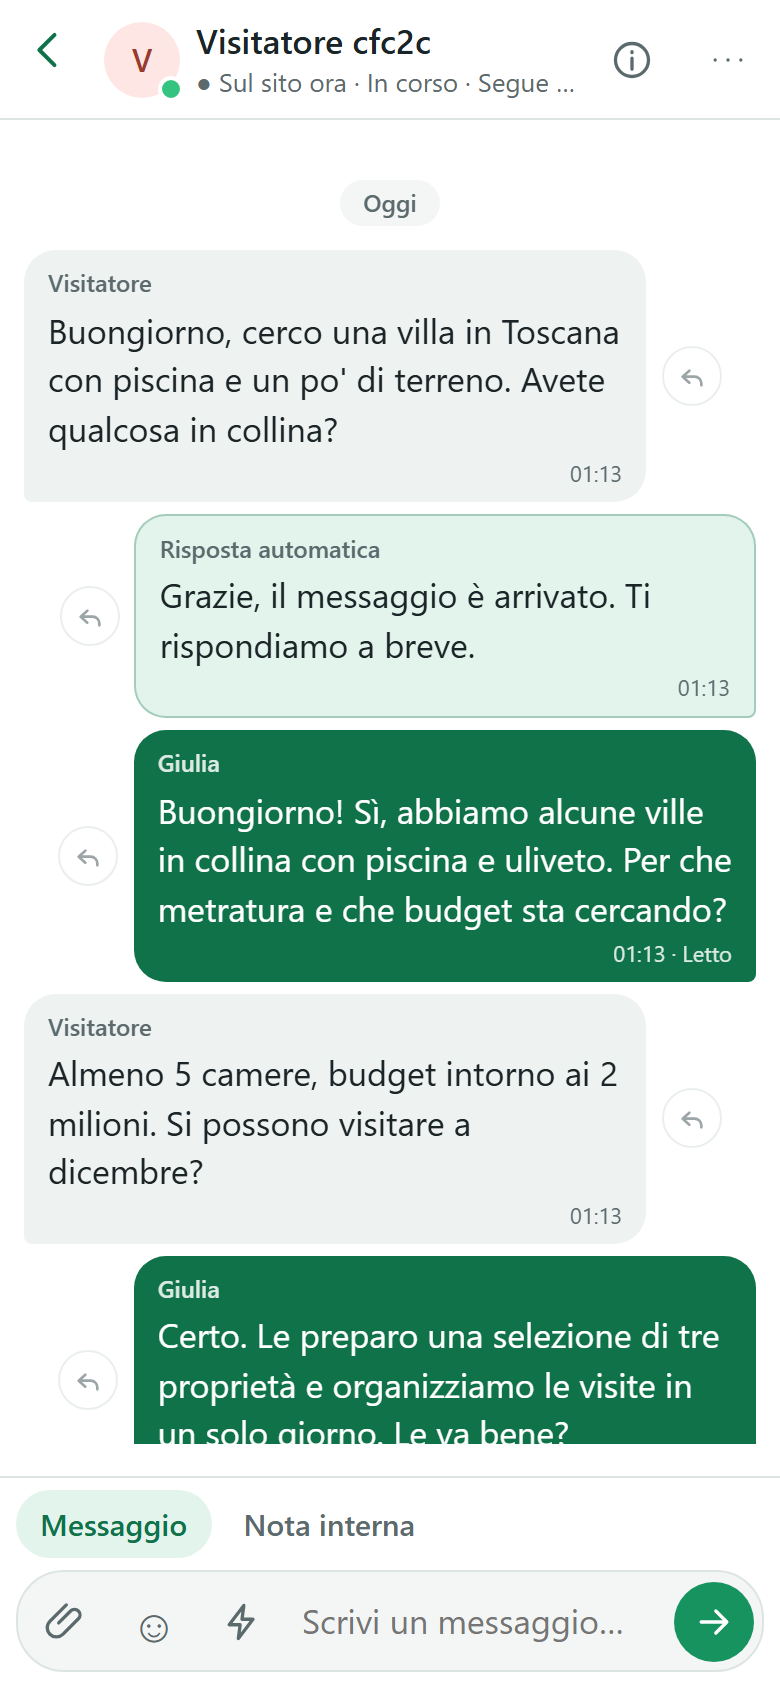 V
Visitatore cfc2c
● Sul sito ora · In corso · Segue ...
Oggi
Visitatore
Buongiorno, cerco una villa in Toscana
con piscina e un po' di terreno. Avete
qualcosa in collina?
01:13
Risposta automatica
Grazie, il messaggio è arrivato. Ti
rispondiamo a breve.
01:13
Giulia
Buongiorno! Sì, abbiamo alcune ville
in collina con piscina e uliveto. Per che
metratura e che budget sta cercando?
01:13 · Letto
Visitatore
Almeno 5 camere, budget intorno ai 2
milioni. Si possono visitare a
dicembre?
01:13
Giulia
Certo. Le preparo una selezione di tre
proprietà e organizziamo le visite in
un solo giorno. Le va bene?
Messaggio
Nota interna
Scrivi un messaggio...